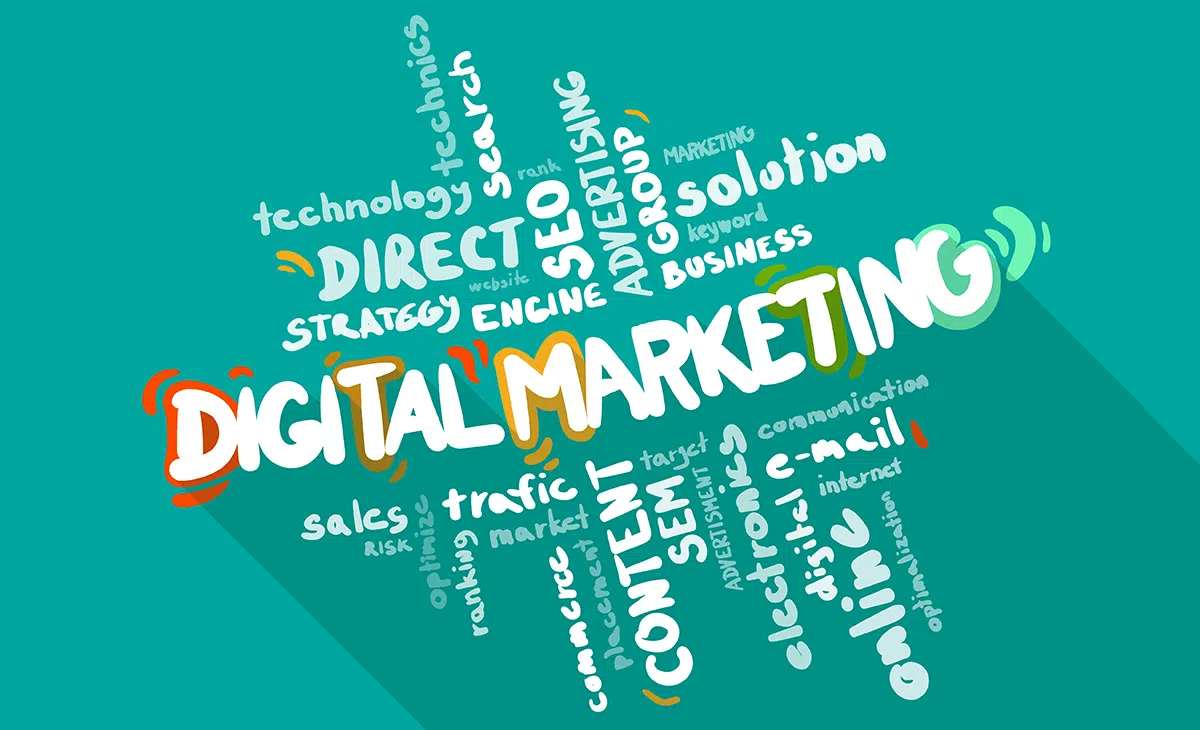 technics
search
technology
rank
ADVERTISING
GROUP
MARKETING
solution
DIRECT
SEO
keyword
website
BUSINESS
STRATEGY
ENGINE
DIGITAL MARKETING
communication
target
e-mail
internet
sales
trafic
RISK
optimize
market
ranking
commerce
placement
CONTENT
SEM
ADVERTISMENT
electronics
digital
online
optimalization